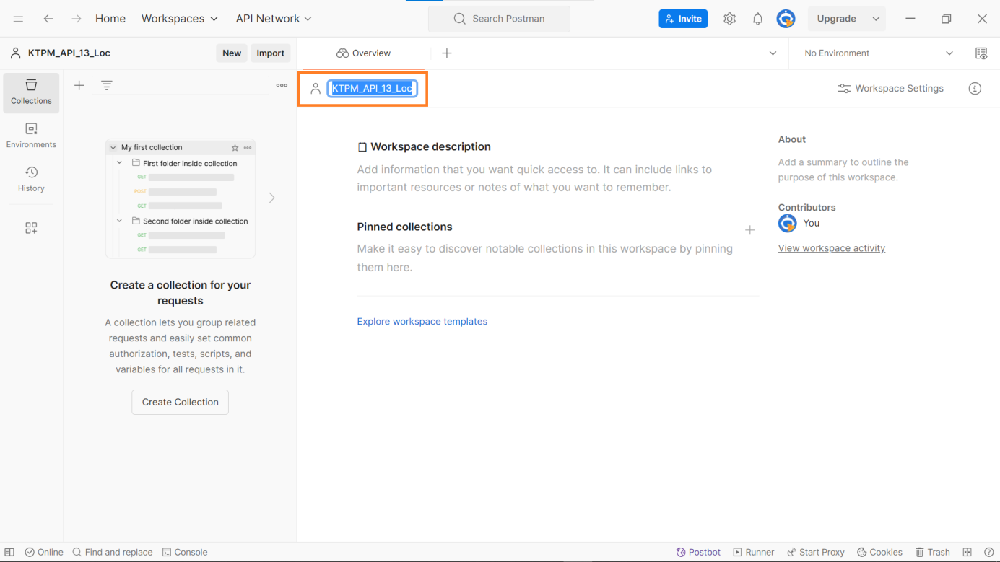 Home Workspaces API Network Search Postman Invite Upgrade
KTPM_API_13_Loc New Import Overview No Environment
Collections
Environments
History
My first collection
First folder inside collection
GET
POST
GET
Second folder inside collection
GET
GET
Create a collection for your
requests
A collection lets you group related
requests and easily set common
authorization, tests, scripts, and
variables for all requests in it.
Create Collection
KTPM_API_13_Loc Workspace Settings
Workspace description
Add information that you want quick access to. It can include links to
important resources or notes of what you want to remember.
Pinned collections
Make it easy to discover notable collections in this workspace by pinning
them here.
Explore workspace templates
About
Add a summary to outline the
purpose of this workspace.
Contributors
You
View workspace activity
Online Find and replace Console Postbot Runner Start Proxy Cookies Trash